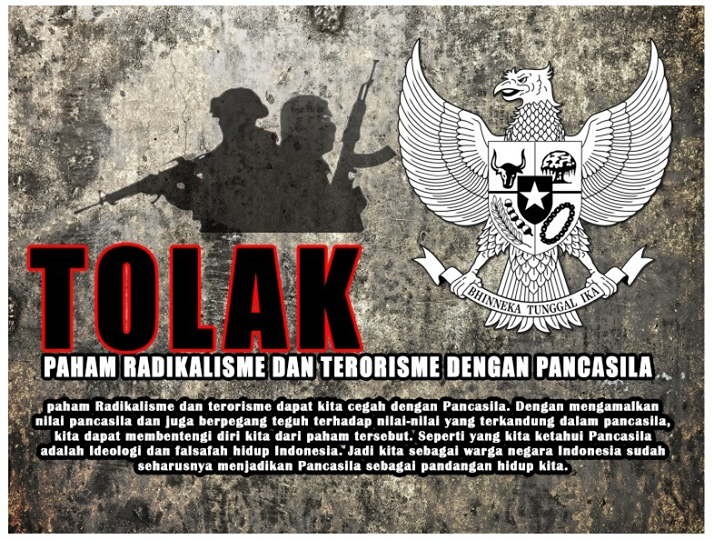 BHINNEKA TUNGGAL IKA
TOLAK
PAHAM RADIKALISME DAN TERORISME DENGAN PANCASILA
paham Radikalisme dan terorisme dapat kita cegah dengan Pancasila. Dengan mengamalkan
nilai pancasila dan juga berpegang teguh terhadap nilai-nilai yang terkandung dalam pancasila,
kita dapat membentengi diri kita dari paham tersebut. Seperti yang kita ketahui Pancasila
adalah Ideologi dan falsafah hidup Indonesia. Jadi kita sebagai warga negara Indonesia sudah
seharusnya menjadikan Pancasila sebagai pandangan hidup kita.